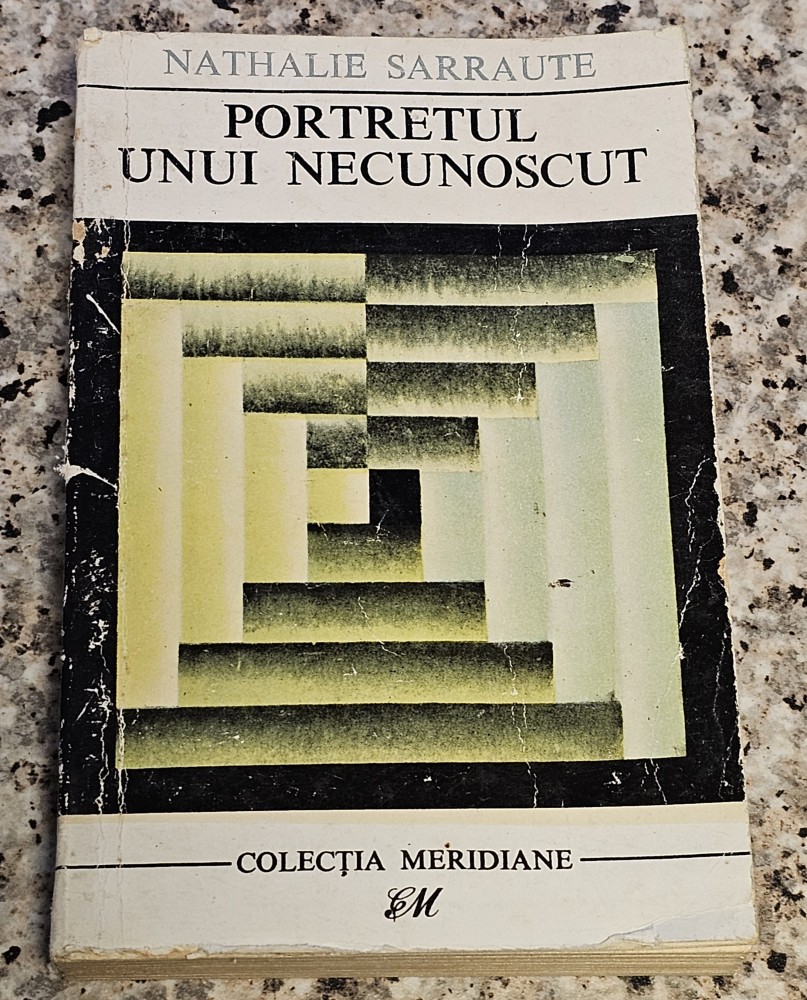 NATHALIE SARRAUTE
PORTRETUL
UNUI NECUNOSCUT
COLECȚIA MERIDIANE
CM